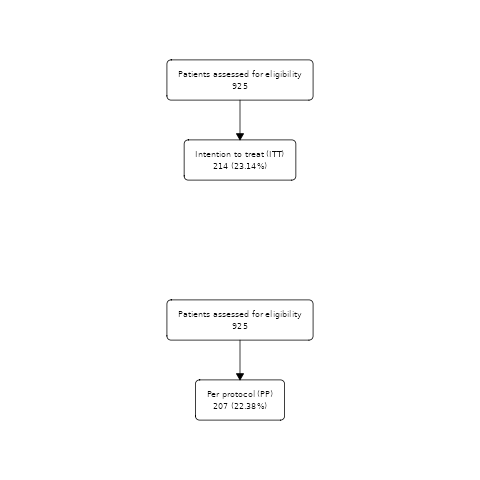 Patients assessed for eligibility
925
Intention to treat (ITT)
214 (23.14%)
Patients assessed for eligibility
925
Per protocol (PP)
207 (22.38%)